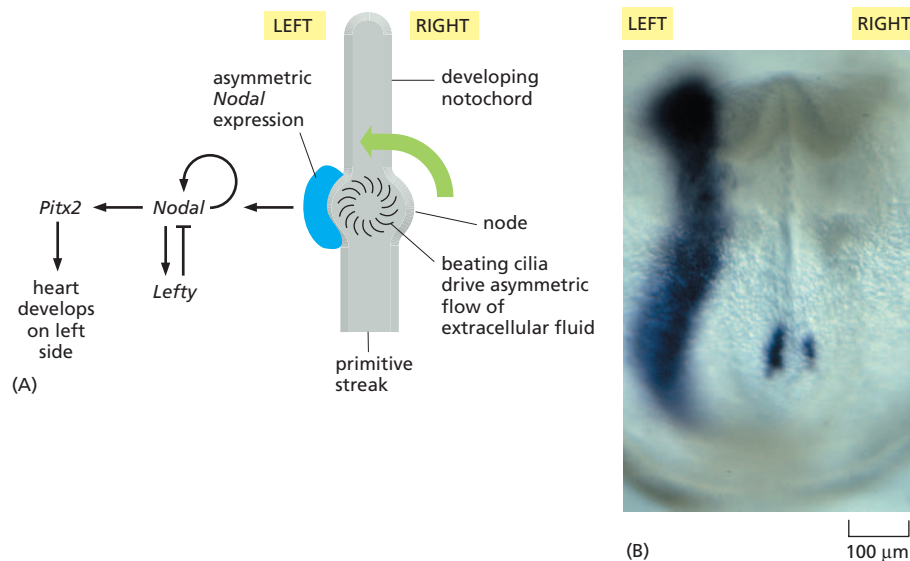 LEFT
RIGHT
asymmetric
Nodal
expression
developing
notochord
Pitx2
Nodal
Lefty
heart
develops
on left
side
node
beating cilia
drive asymmetric
flow of
extracellular fluid
primitive
streak
(A)
LEFT
RIGHT
(B)
100 μm